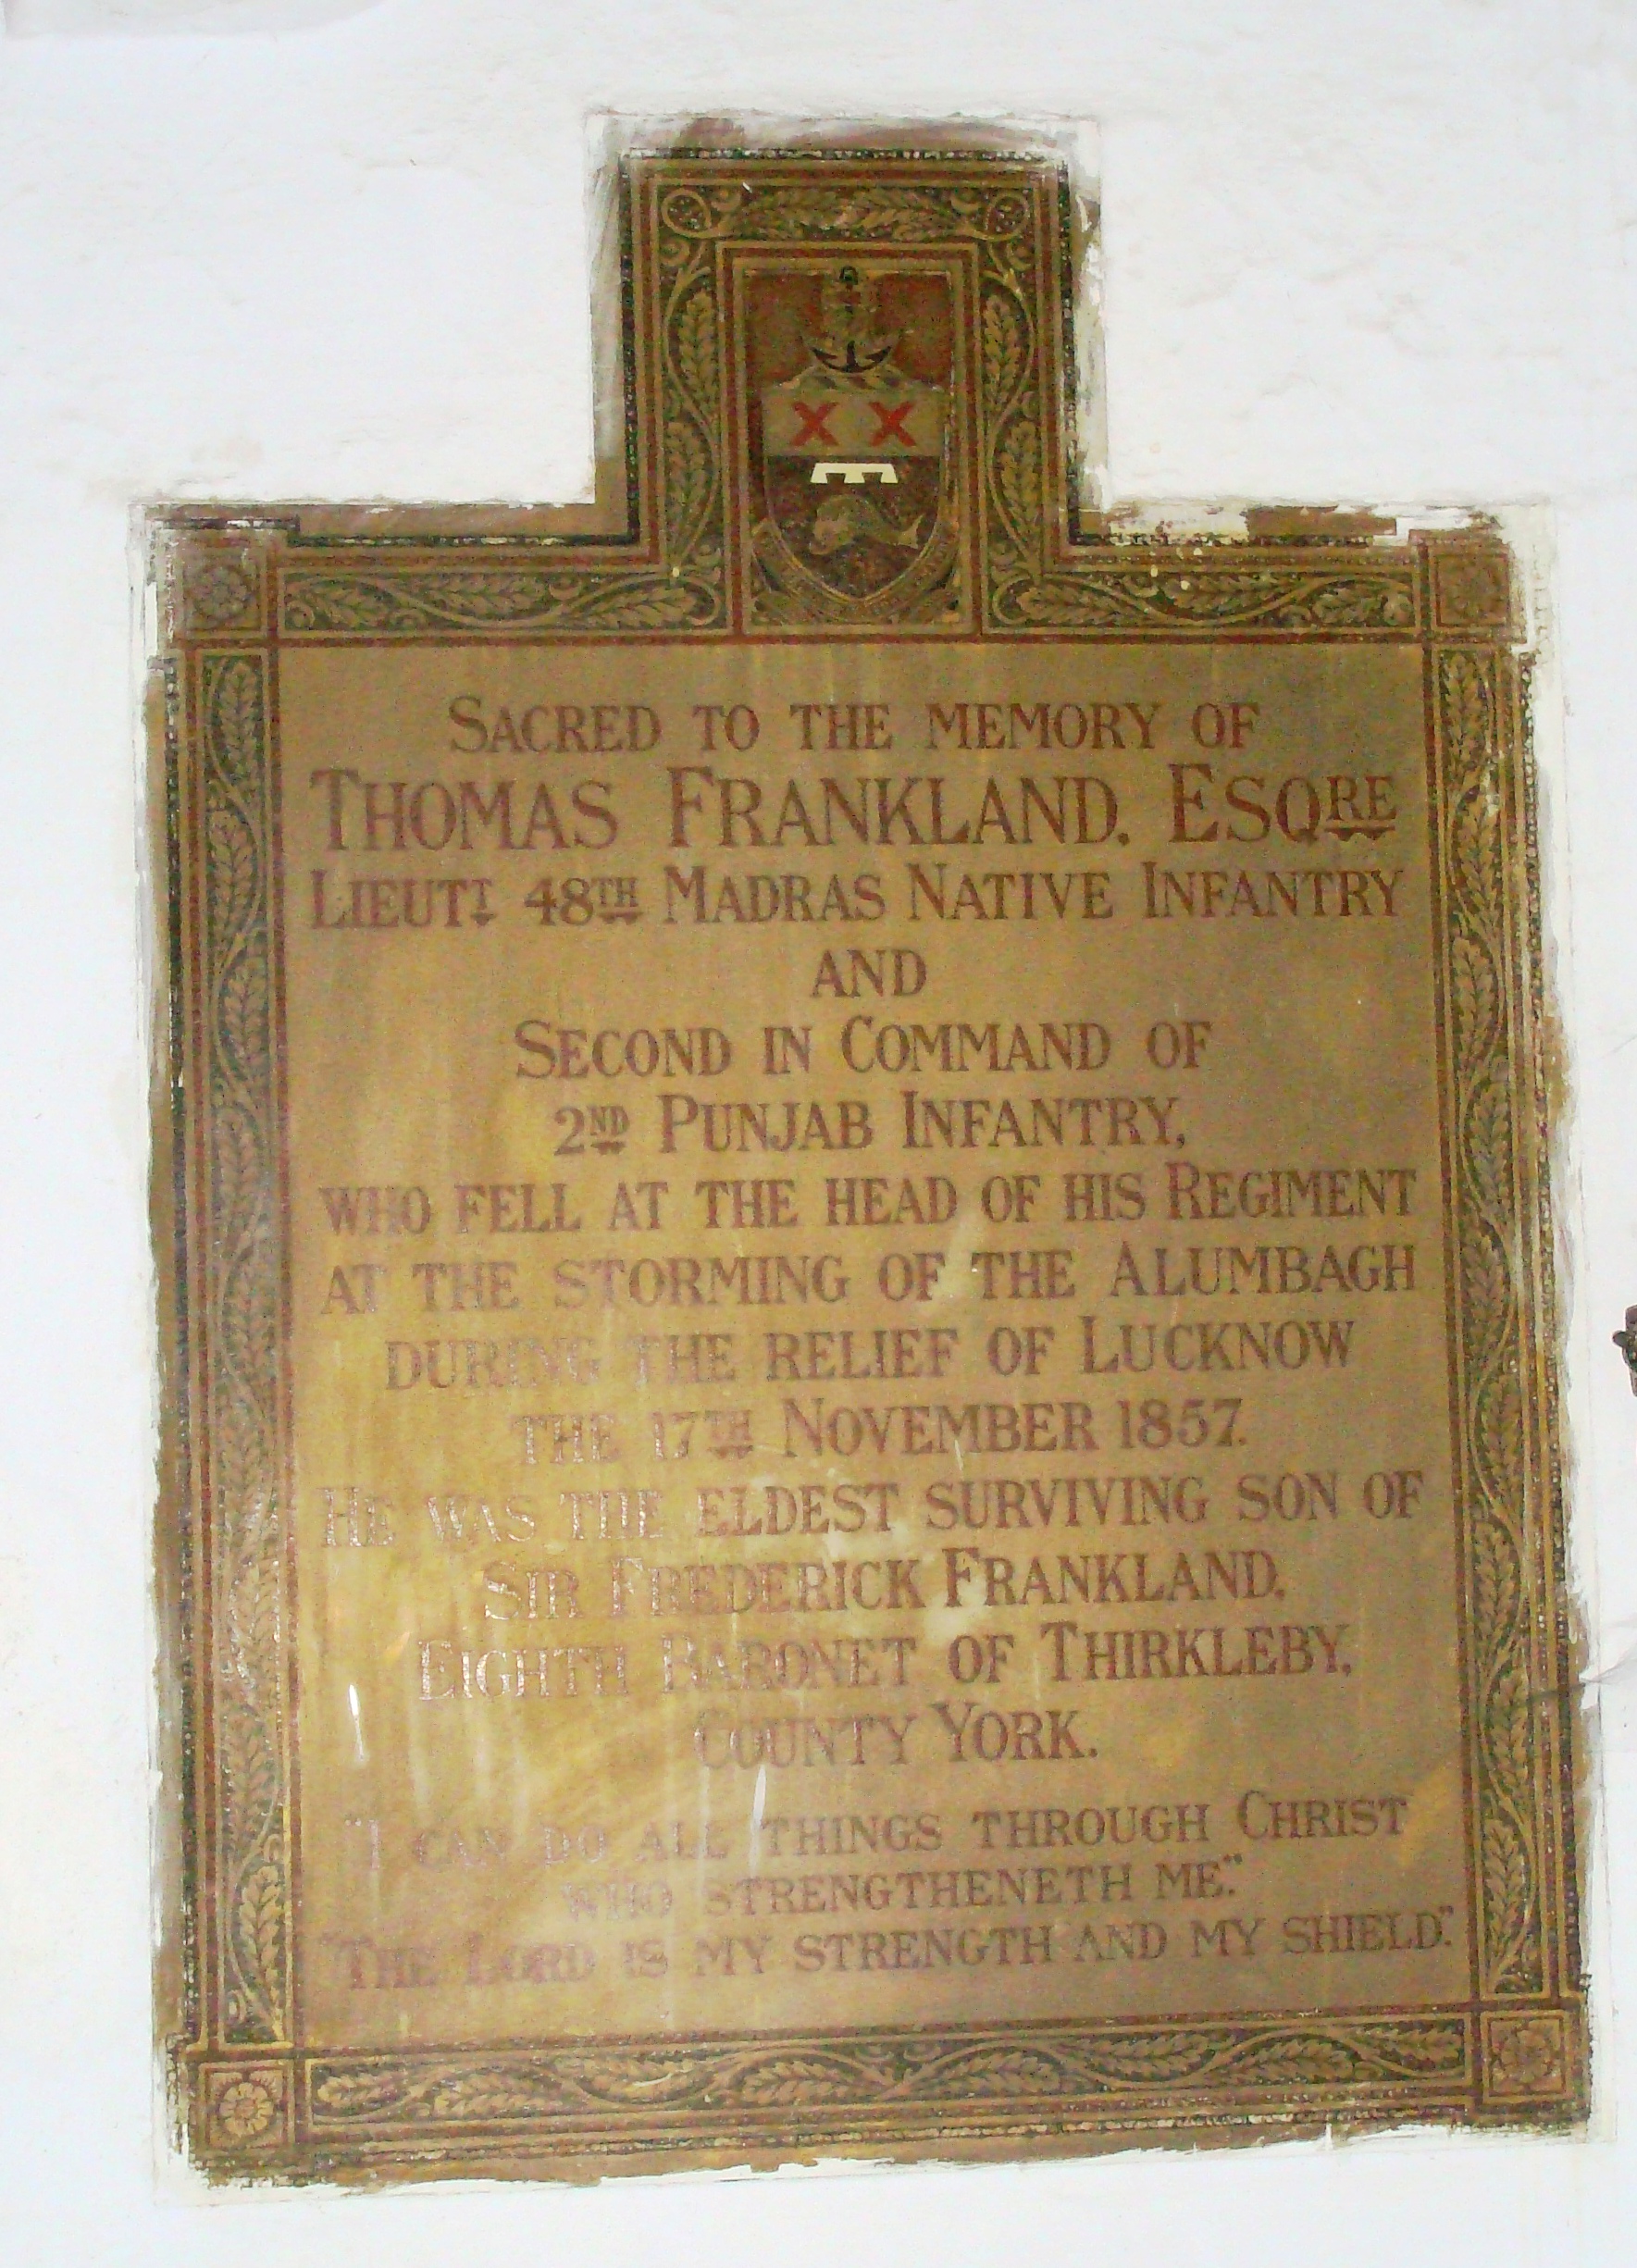 SACRED TO THE MEMORY OF
THOMAS FRANKLAND. ESQRE
LIEUTT 48TH MADRAS NATIVE INFANTRY
AND
SECOND IN COMMAND OF
2ND PUNJAB INFANTRY,
WHO FELL AT THE HEAD OF HIS REGIMENT
AT THE STORMING OF THE ALUMBAGH
DURING THE RELIEF OF LUCKNOW
THE 17TH NOVEMBER 1857.
HE WAS THE ELDEST SURVIVING SON OF
SIR FREDERICK FRANKLAND.
EIGHTH BARONET OF THIRKLEBY,
COUNTY YORK.
"I CAN DO ALL THINGS THROUGH CHRIST
WHO STRENGTHENETH ME."
"THE LORD IS MY STRENGTH AND MY SHIELD."